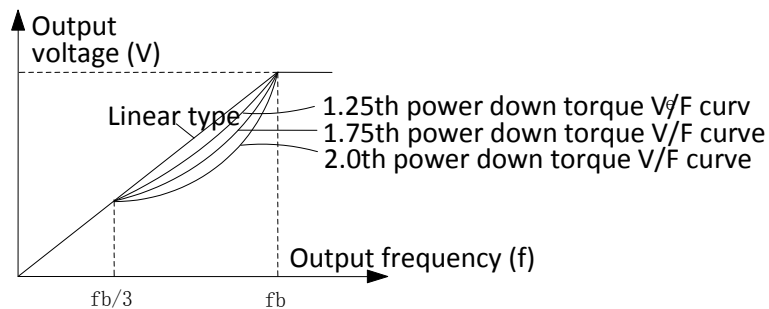 Output
voltage (V)
Linear type
1.25th power down torque V/F curve
1.75th power down torque V/F curve
2.0th power down torque V/F curve
Output frequency (f)
fb/3
fb